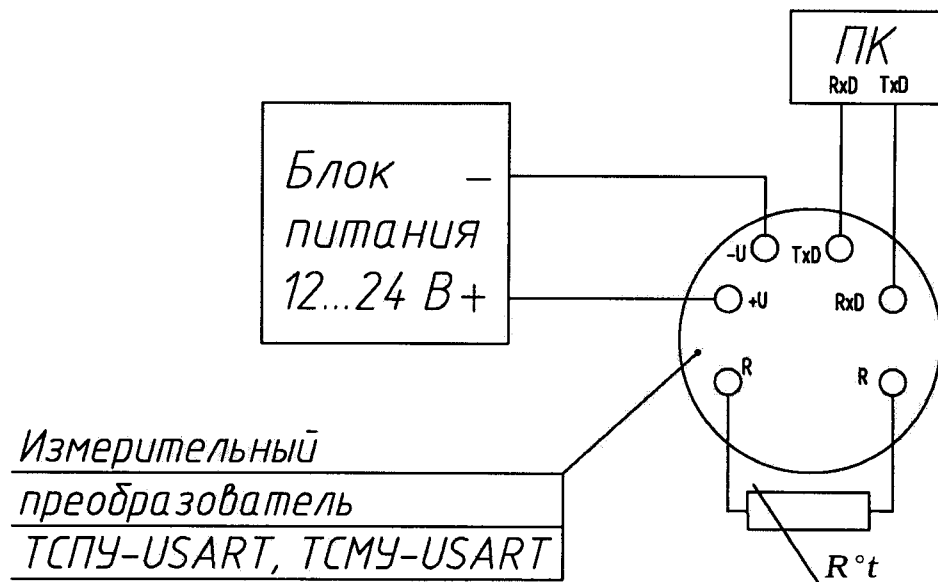 ПК
RxD TxD
Блок –
питания
12...24 В +
-U TxD
+U RxD
R R
Измерительный
преобразователь
ТСПУ-USART, ТСМУ-USART
R°t